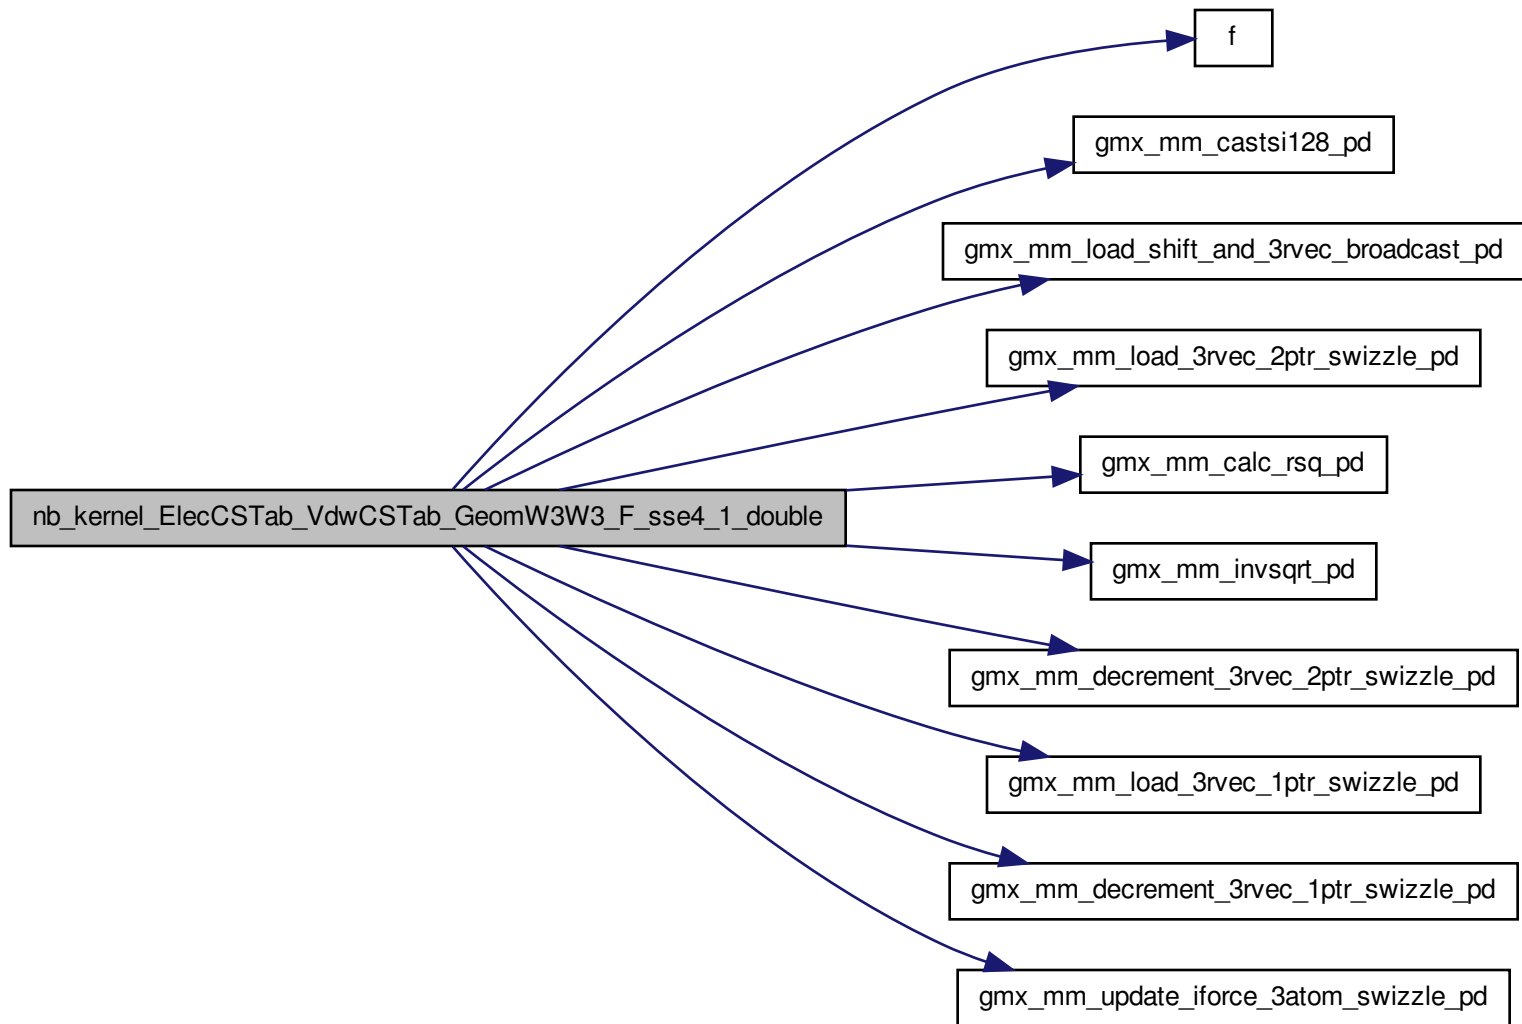 f
gmx_mm_castsi128_pd
gmx_mm_load_shift_and_3rvec_broadcast_pd
gmx_mm_load_3rvec_2ptr_swizzle_pd
gmx_mm_calc_rsq_pd
nb_kernel_ElecCSTab_VdwCSTab_GeomW3W3_F_sse4_1_double
gmx_mm_invsqrt_pd
gmx_mm_decrement_3rvec_2ptr_swizzle_pd
gmx_mm_load_3rvec_1ptr_swizzle_pd
gmx_mm_decrement_3rvec_1ptr_swizzle_pd
gmx_mm_update_iforce_3atom_swizzle_pd